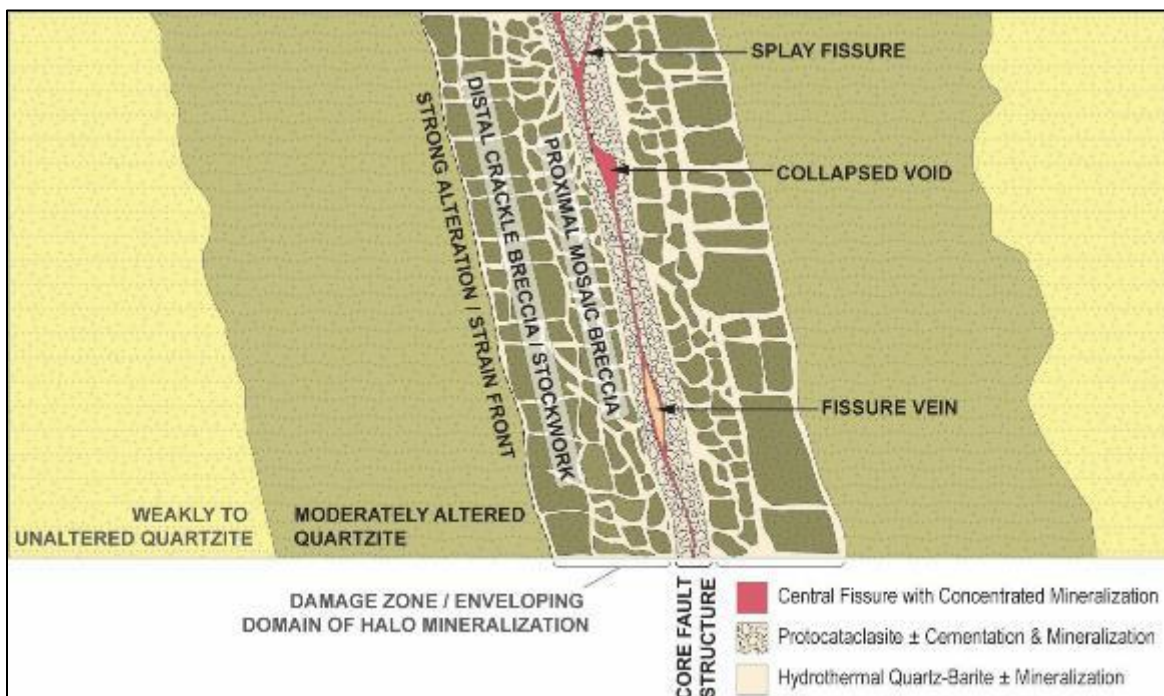 SPLAY FISSURE
COLLAPSED VOID
FISSURE VEIN
STRONG ALTERATION / STRAIN FRONT
DISTAL CRACKLE BRECCIA / STOCKWORK
PROXIMAL MOSAIC BRECCIA
WEAKLY TO
UNALTERED QUARTZITE
MODERATELY ALTERED
QUARTZITE
DAMAGE ZONE / ENVELOPING
DOMAIN OF HALO MINERALIZATION
CORE FAULT
STRUCTURE
Central Fissure with Concentrated Mineralization
Protocataclasite ± Cementation & Mineralization
Hydrothermal Quartz-Barite ± Mineralization